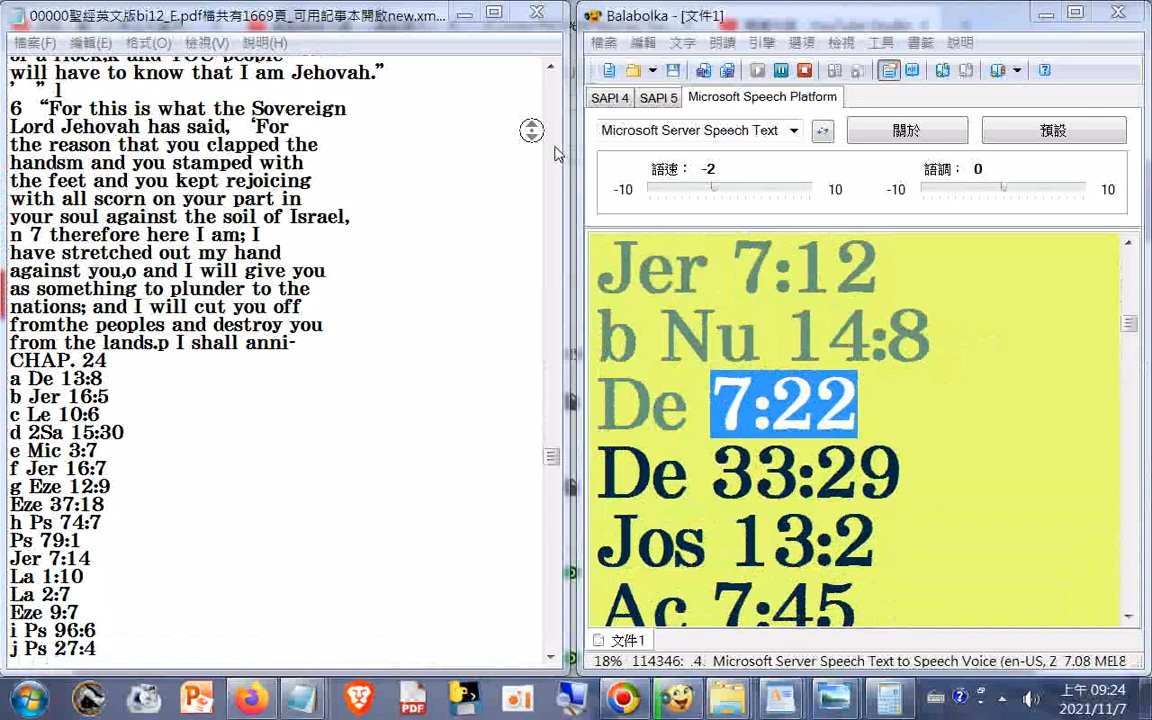 00000聖經英文版bi12_E.pdf檔共有1669頁_可用記事本開啟new.xm...
檔案(F) 編輯(E) 格式(O) 檢視(V) 說明(H)
of a flock,k and YOU people
will have to know that I am Jehovah.”
’ ”l
6 “For this is what the Sovereign
Lord Jehovah has said, ‘For
the reason that you clapped the
handsm and you stamped with
the feet and you kept rejoicing
with all scorn on your part in
your soul against the soil of Israel,
n 7 therefore here I am; I
have stretched out my hand
against you,o and I will give you
as something to plunder to the
nations; and I will cut you off
fromthe peoples and destroy you
from the lands.p I shall anni-
CHAP. 24
a De 13:8
b Jer 16:5
c Le 10:6
d 2Sa 15:30
e Mic 3:7
f Jer 16:7
g Eze 12:9
Eze 37:18
h Ps 74:7
Ps 79:1
Jer 7:14
La 1:10
La 2:7
Eze 9:7
i Ps 96:6
j Ps 27:4
Balabolka - [文件1]
檔案 編輯 文字 朗讀 引擎 選項 檢視 工具 書籤 說明
SAPI 4 SAPI 5 Microsoft Speech Platform
Microsoft Server Speech Text 關於 預設
語速: -2 語調: 0
-10 10 -10 10
Jer 7:12
b Nu 14:8
De 7:22
De 33:29
Jos 13:2
Ac 7:45
文件1
18% 114346: .4. Microsoft Server Speech Text to Speech Voice (en-US, Z 7.08 MEL8
PDF
上午 09:24
2021/11/7